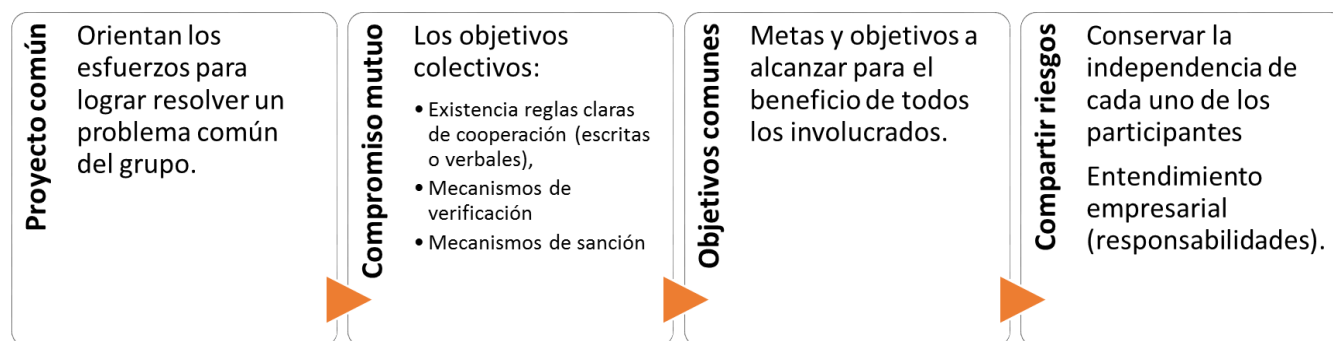 Proyecto común
Orientan los
esfuerzos para
lograr resolver un
problema común
del grupo.
Compromiso mutuo
Los objetivos
colectivos:
• Existencia reglas claras
de cooperación (escritas
o verbales),
• Mecanismos de
verificación
• Mecanismos de sanción
Objetivos comunes
Metas y objetivos a
alcanzar para el
beneficio de todos
los involucrados.
Compartir riesgos
Conservar la
independencia de
cada uno de los
participantes
Entendimiento
empresarial
(responsabilidades).